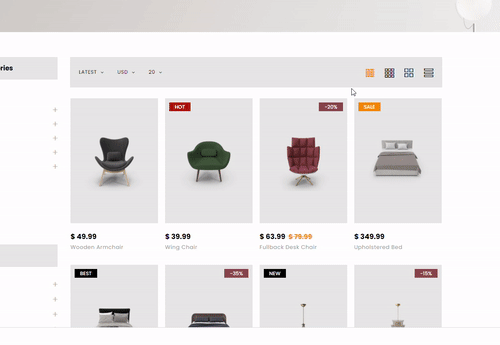 ries
LATEST USD 20
HOT -20% SALE
$ 49.99 $ 39.99 $ 63.99 $ 79.99 $ 349.99
Wooden Armchair Wing Chair Fullback Desk Chair Upholstered Bed
BEST -35% NEW -15%